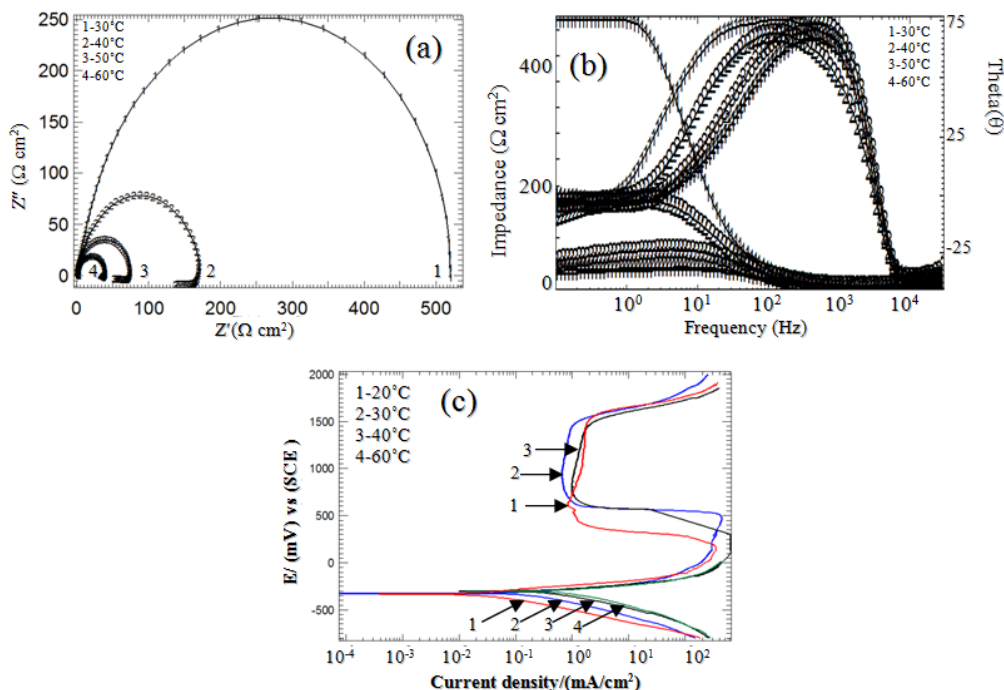 (a)
1-30°C
2-40°C
3-50°C
4-60°C
250
200
150
100
50
0
Z″ (Ω cm²)
4 3 2 1
0 100 200 300 400 500
Z′(Ω cm²)
(b)
1-30°C
2-40°C
3-50°C
4-60°C
400
200
0
Impedance (Ω cm²)
75
25
-25
Theta(θ)
10⁰ 10¹ 10² 10³ 10⁴
Frequency (Hz)
(c)
1-20°C
2-30°C
3-40°C
4-60°C
2000
1500
1000
500
0
-500
E/ (mV) vs (SCE)
3
2
1
1 2 3 4
10⁻⁴ 10⁻³ 10⁻² 10⁻¹ 10⁰ 10¹ 10²
Current density/(mA/cm²)